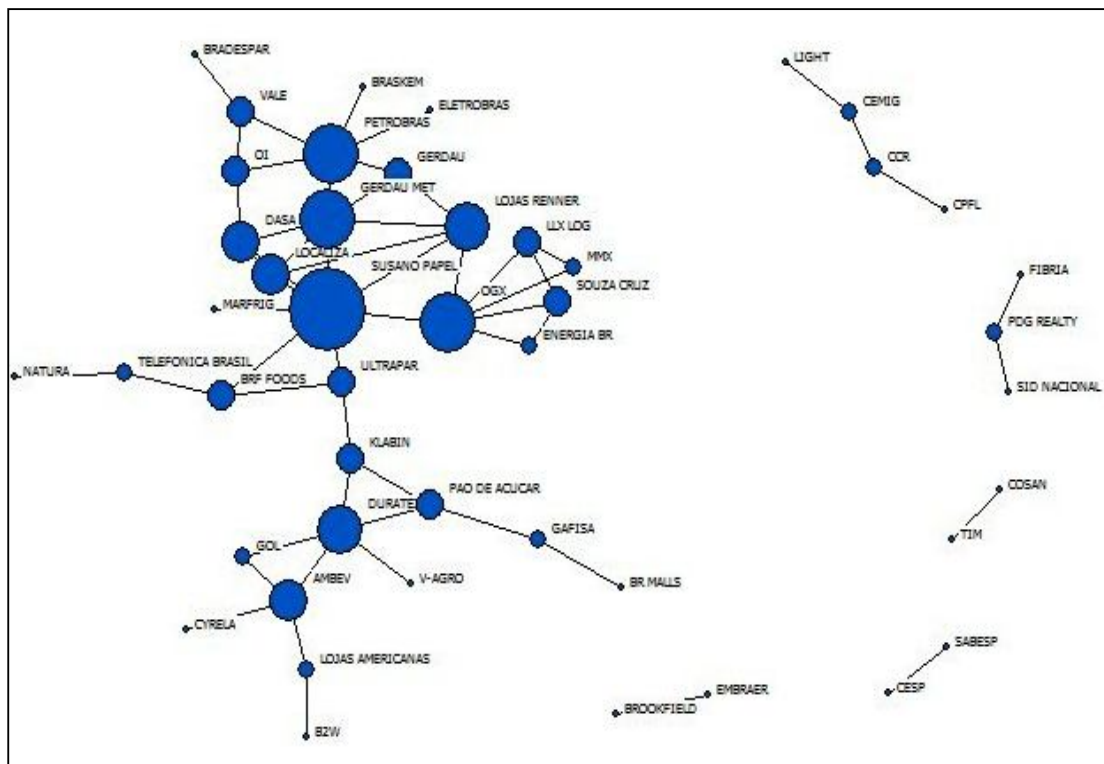 BRADESPAR
LIGHT
BRASKEM
VALE
ELETROBRAS
CEMIG
PETROBRAS
OI
GERDAU
CCR
GERDAU MET
LOJAS RENNER
CPFL
DASA
LLX LOG
LOCALIZA
MMX
SUSANO PAPEL
FIBRIA
OGX
SOUZA CRUZ
MARFRIG
ENERGIA BR
PDG REALTY
TELEFONICA BRASIL
ULTRAPAR
NATURA
BRF FOODS
SID NACIONAL
KLABIN
PAO DE ACUCAR
COSAN
DURATE
GAFISA
TIM
GOL
AMBEV
V-AGRO
BR MALLS
CYRELA
SABESP
LOJAS AMERICANAS
CESP
EMBRAER
BROOKFIELD
B2W